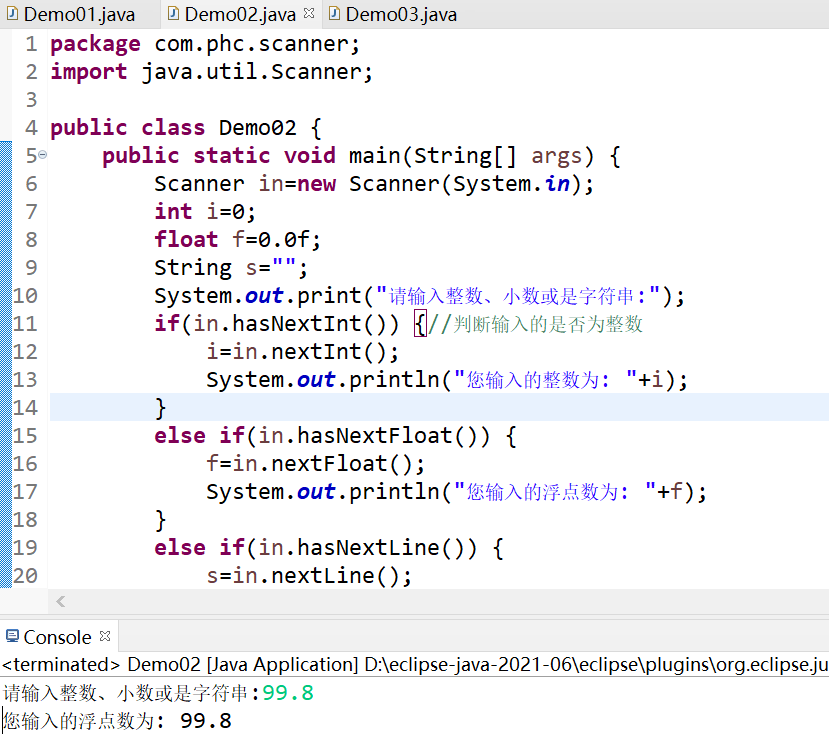 Demo01.java Demo02.java Demo03.java
1 package com.phc.scanner;
2 import java.util.Scanner;
3
4 public class Demo02 {
5 public static void main(String[] args) {
6 Scanner in=new Scanner(System.in);
7 int i=0;
8 float f=0.0f;
9 String s="";
10 System.out.print("请输入整数、小数或是字符串:");
11 if(in.hasNextInt()) {//判断输入的是否为整数
12 i=in.nextInt();
13 System.out.println("您输入的整数为: "+i);
14 }
15 else if(in.hasNextFloat()) {
16 f=in.nextFloat();
17 System.out.println("您输入的浮点数为: "+f);
18 }
19 else if(in.hasNextLine()) {
20 s=in.nextLine();
Console
<terminated> Demo02 [Java Application] D:\eclipse-java-2021-06\eclipse\plugins\org.eclipse.ju
请输入整数、小数或是字符串:99.8
您输入的浮点数为: 99.8